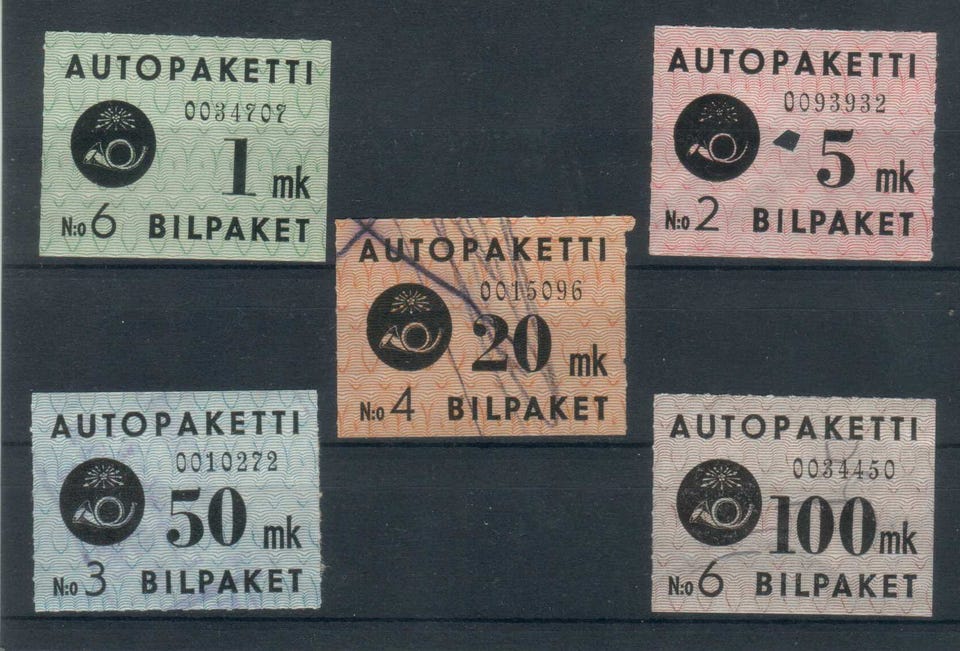 AUTOPAKETTI
0034707
1 mk
N:o 6 BILPAKET
AUTOPAKETTI
0093932
5 mk
N:o 2 BILPAKET
AUTOPAKETTI
0015096
20 mk
N:o 4 BILPAKET
AUTOPAKETTI
0010272
50 mk
N:o 3 BILPAKET
AUTOPAKETTI
0034450
100 mk
N:o 6 BILPAKET